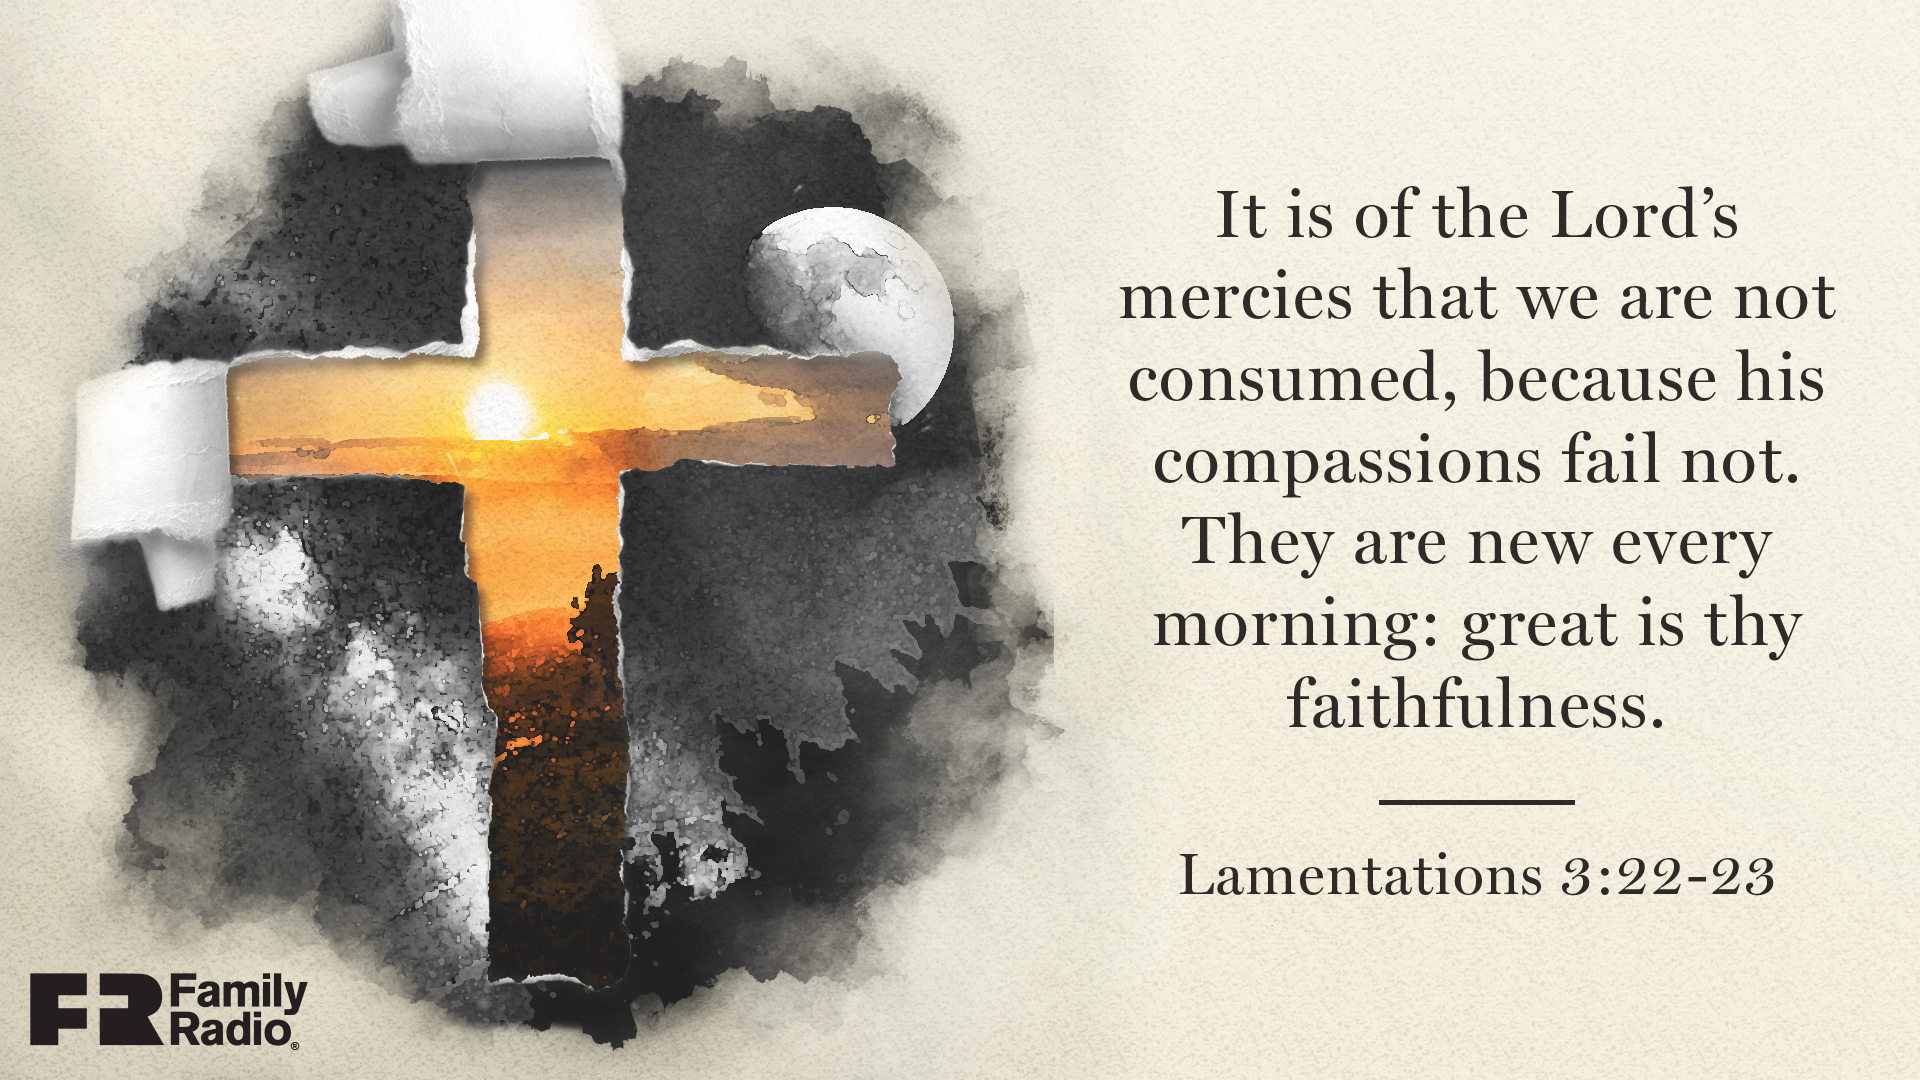 It is of the Lord’s
mercies that we are not
consumed, because his
compassions fail not.
They are new every
morning: great is thy
faithfulness.
Lamentations 3:22-23
FR Family
Radio®